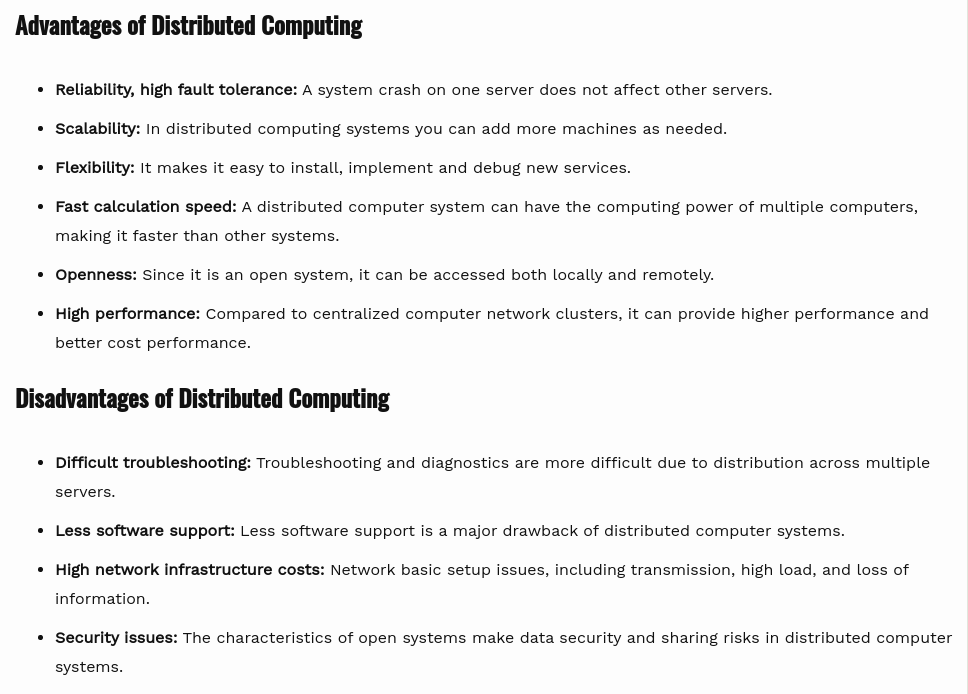 Advantages of Distributed Computing
• Reliability, high fault tolerance: A system crash on one server does not affect other servers.
• Scalability: In distributed computing systems you can add more machines as needed.
• Flexibility: It makes it easy to install, implement and debug new services.
• Fast calculation speed: A distributed computer system can have the computing power of multiple computers,
making it faster than other systems.
• Openness: Since it is an open system, it can be accessed both locally and remotely.
• High performance: Compared to centralized computer network clusters, it can provide higher performance and
better cost performance.
Disadvantages of Distributed Computing
• Difficult troubleshooting: Troubleshooting and diagnostics are more difficult due to distribution across multiple
servers.
• Less software support: Less software support is a major drawback of distributed computer systems.
• High network infrastructure costs: Network basic setup issues, including transmission, high load, and loss of
information.
• Security issues: The characteristics of open systems make data security and sharing risks in distributed computer
systems.